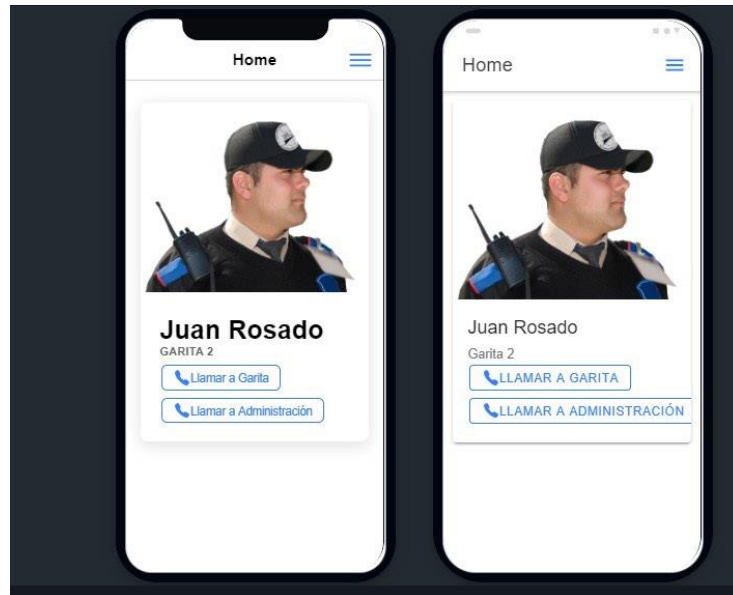 Home
Juan Rosado
GARITA 2
Llamar a Garita
Llamar a Administración
Home
Juan Rosado
Garita 2
LLAMAR A GARITA
LLAMAR A ADMINISTRACIÓN